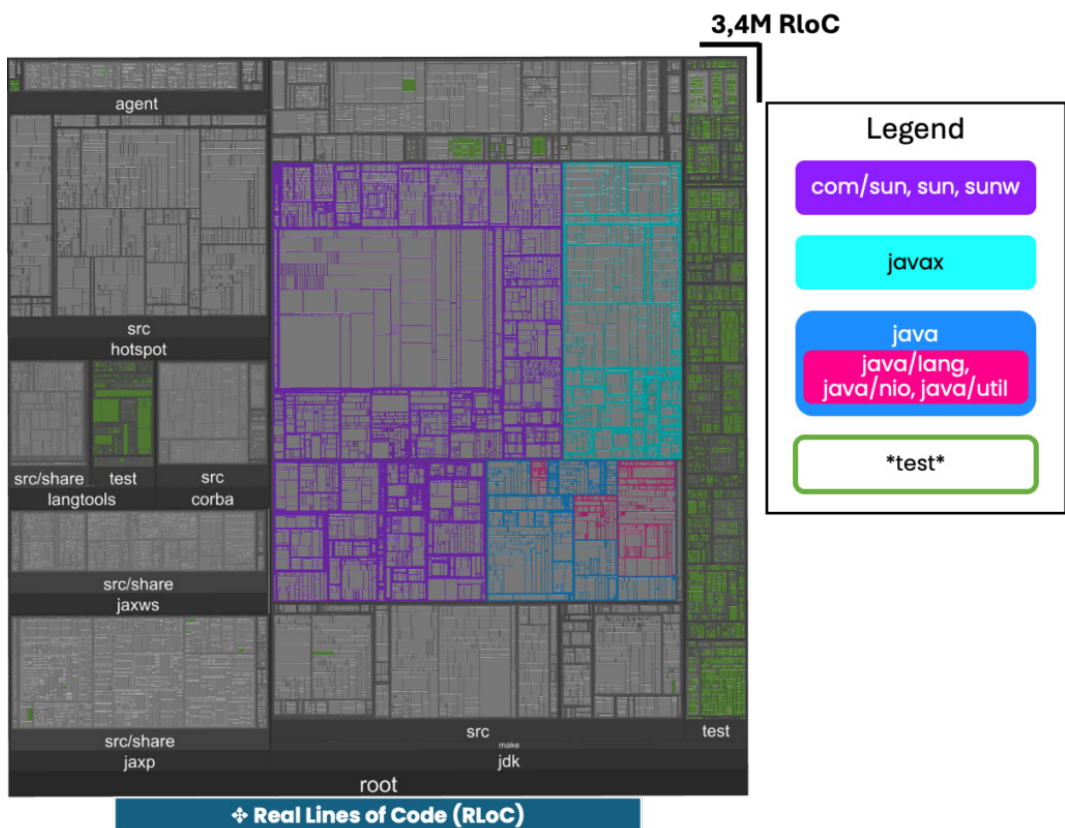 3,4M RloC
Legend
com/sun, sun, sunw
javax
java
java/lang,
java/nio, java/util
*test*
agent
src
hotspot
src/share
test
src
langtools
corba
src/share
jaxws
src/share
jaxp
src
test
make
jdk
root
Real Lines of Code (RLoC)